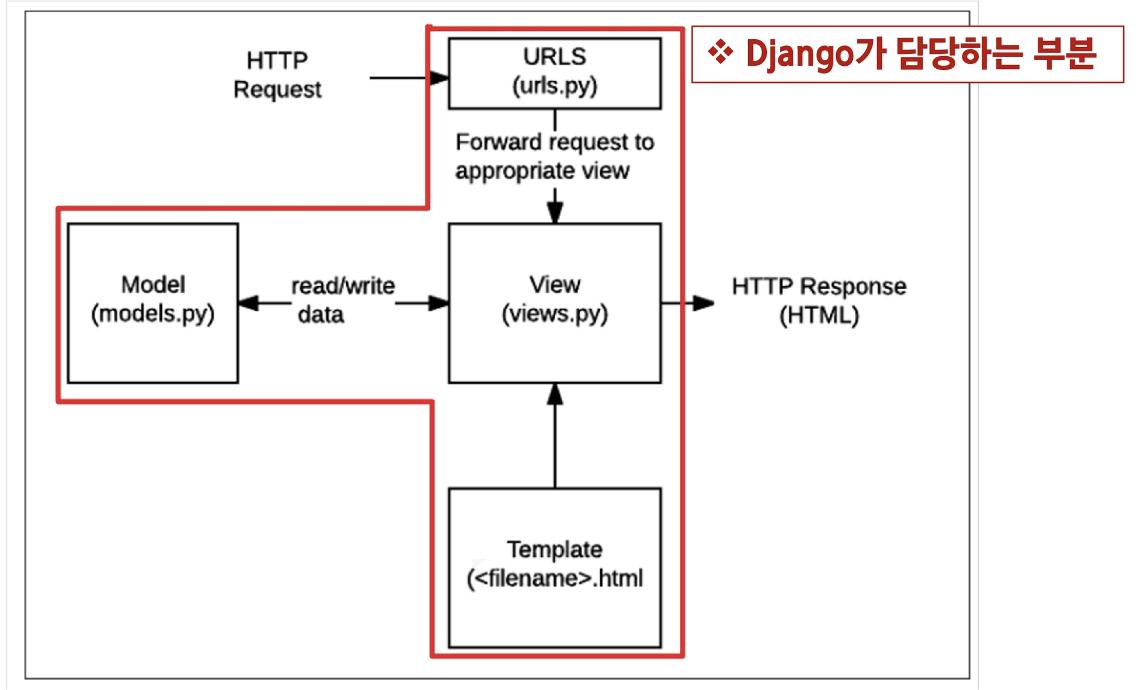 ❖ Django가 담당하는 부분
HTTP
Request
URLS
(urls.py)
Forward request to
appropriate view
Model
(models.py)
read/write
data
View
(views.py)
HTTP Response
(HTML)
Template
(<filename>.html